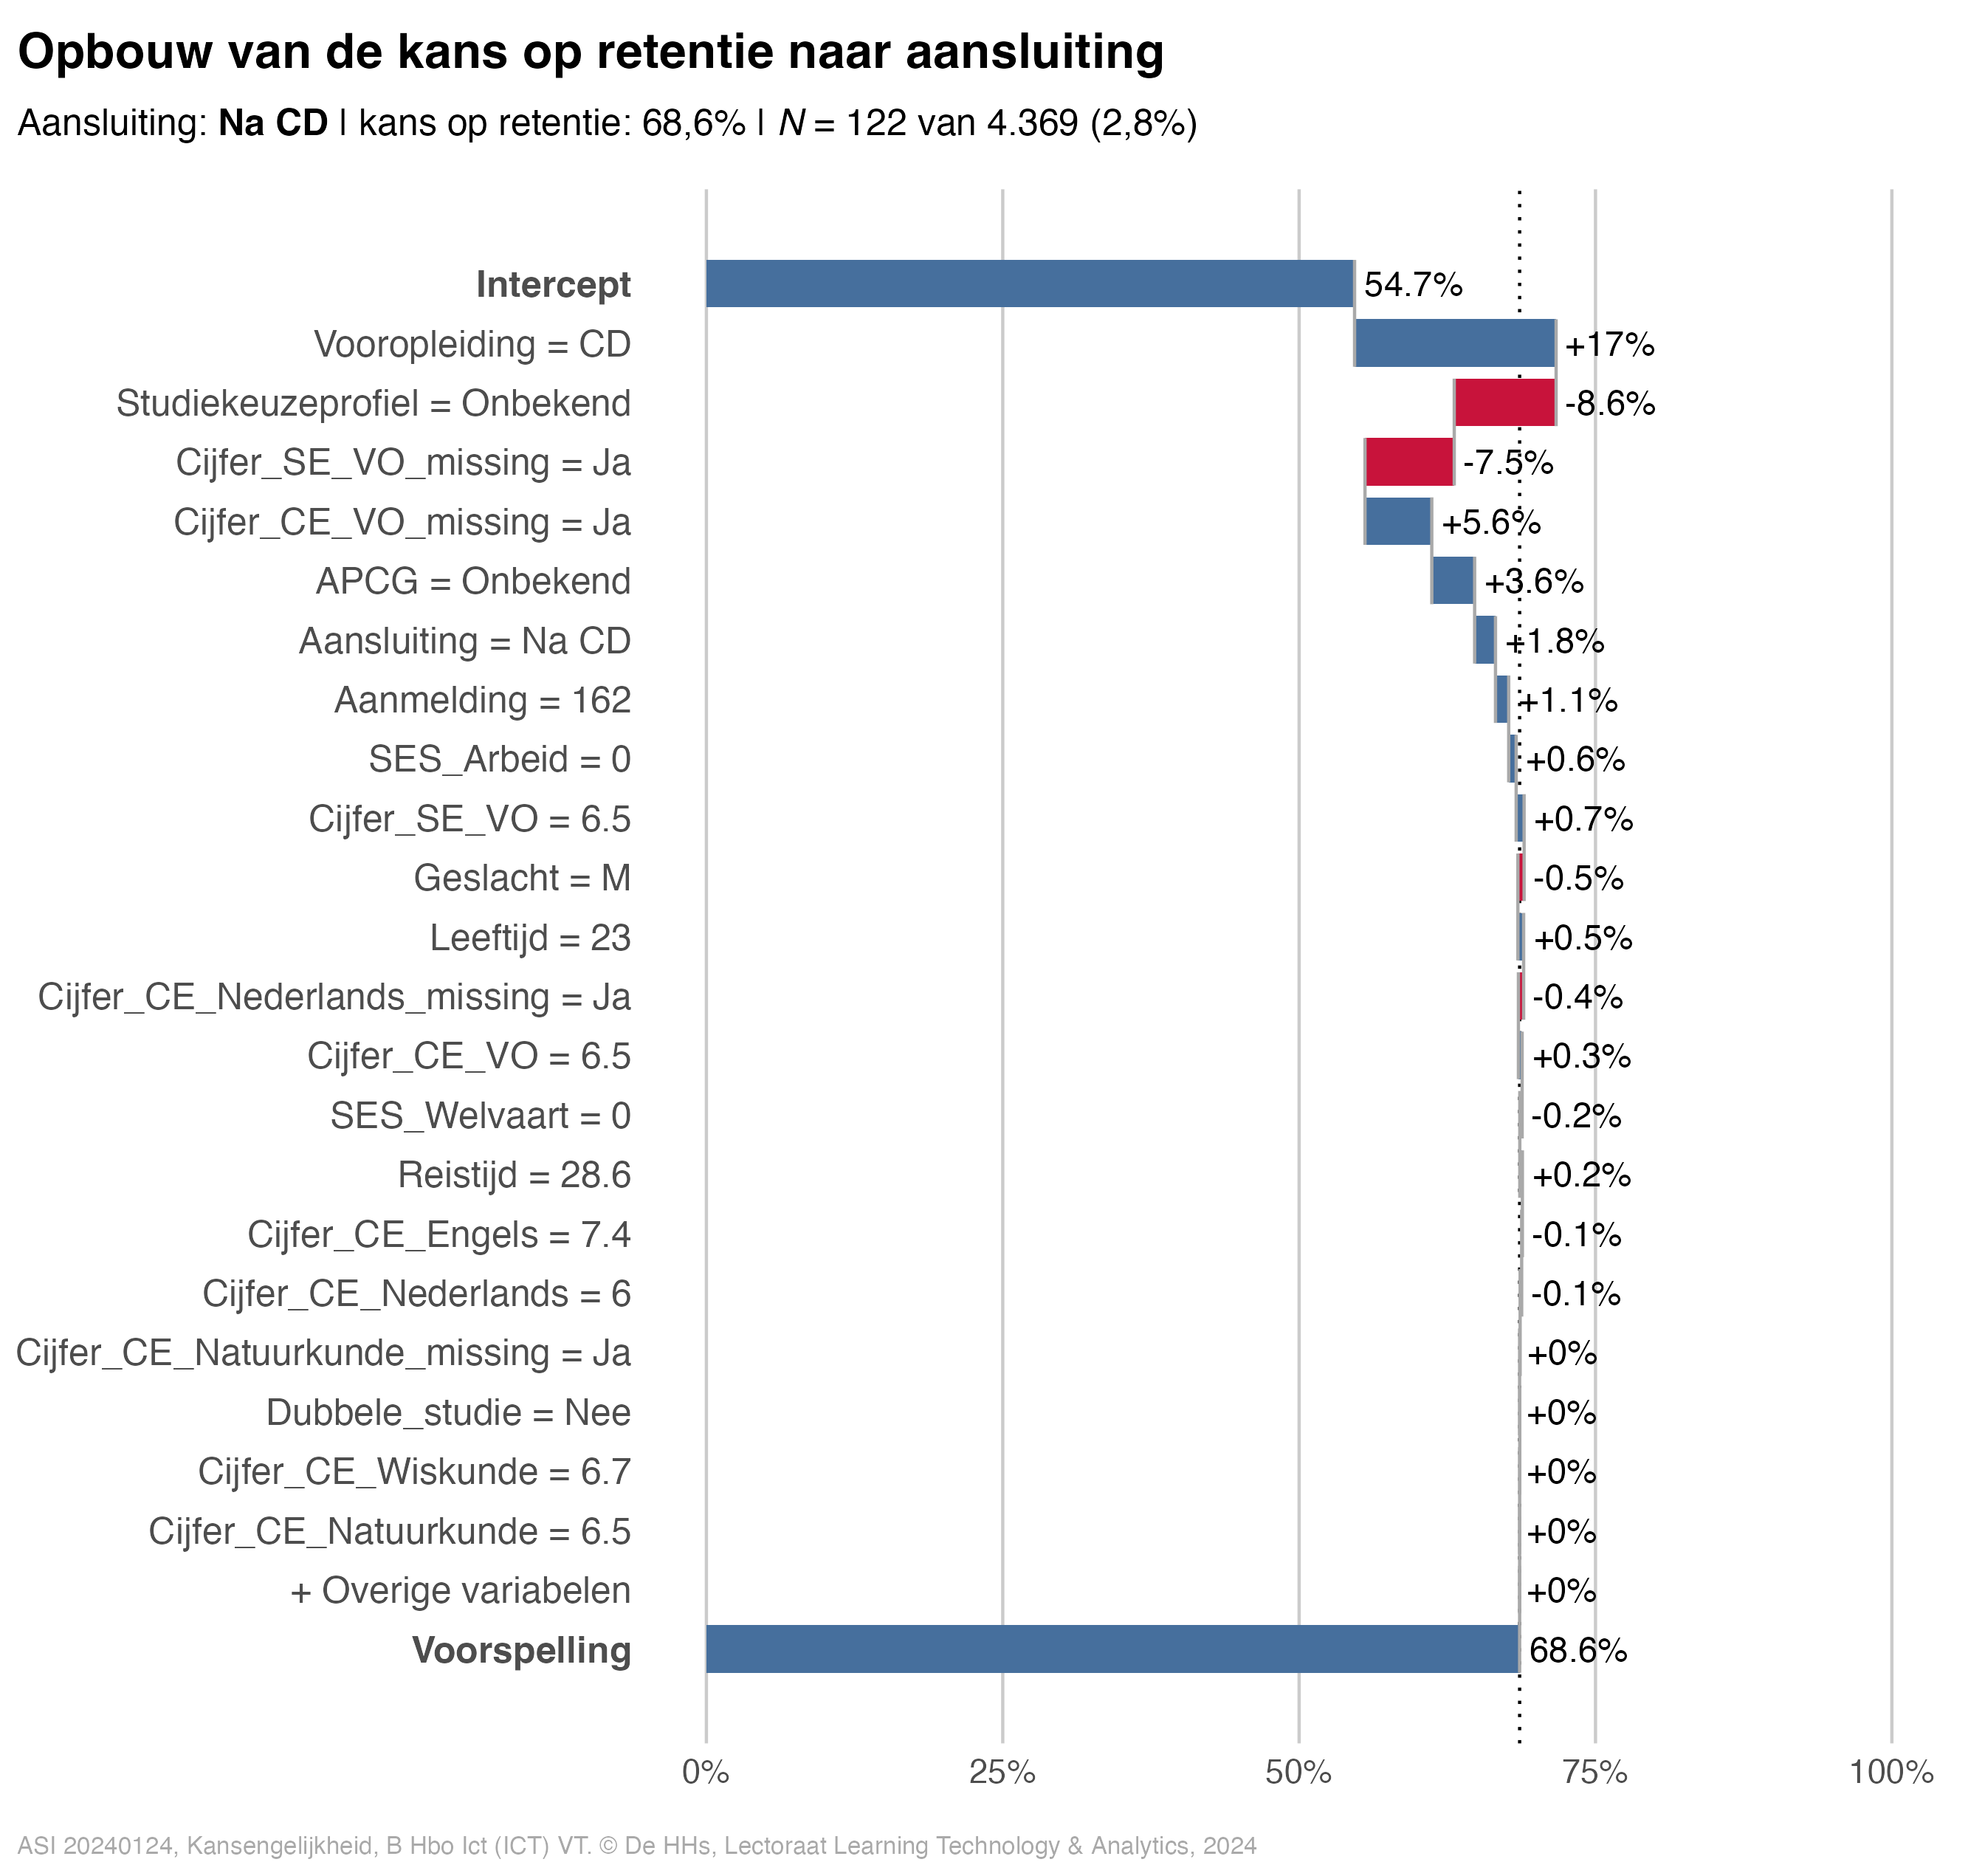 Opbouw van de kans op retentie naar aansluiting
Aansluiting: Na CD | kans op retentie: 68,6% | N = 122 van 4.369 (2,8%)
Intercept 54.7%
Vooropleiding = CD +17%
Studiekeuzeprofiel = Onbekend -8.6%
Cijfer_SE_VO_missing = Ja -7.5%
Cijfer_CE_VO_missing = Ja +5.6%
APCG = Onbekend +3.6%
Aansluiting = Na CD +1.8%
Aanmelding = 162 +1.1%
SES_Arbeid = 0 +0.6%
Cijfer_SE_VO = 6.5 +0.7%
Geslacht = M -0.5%
Leeftijd = 23 +0.5%
Cijfer_CE_Nederlands_missing = Ja -0.4%
Cijfer_CE_VO = 6.5 +0.3%
SES_Welvaart = 0 -0.2%
Reistijd = 28.6 +0.2%
Cijfer_CE_Engels = 7.4 -0.1%
Cijfer_CE_Nederlands = 6 -0.1%
Cijfer_CE_Natuurkunde_missing = Ja +0%
Dubbele_studie = Nee +0%
Cijfer_CE_Wiskunde = 6.7 +0%
Cijfer_CE_Natuurkunde = 6.5 +0%
+ Overige variabelen +0%
Voorspelling 68.6%
0% 25% 50% 75% 100%
ASI 20240124, Kansengelijkheid, B Hbo Ict (ICT) VT. © De HHs, Lectoraat Learning Technology & Analytics, 2024